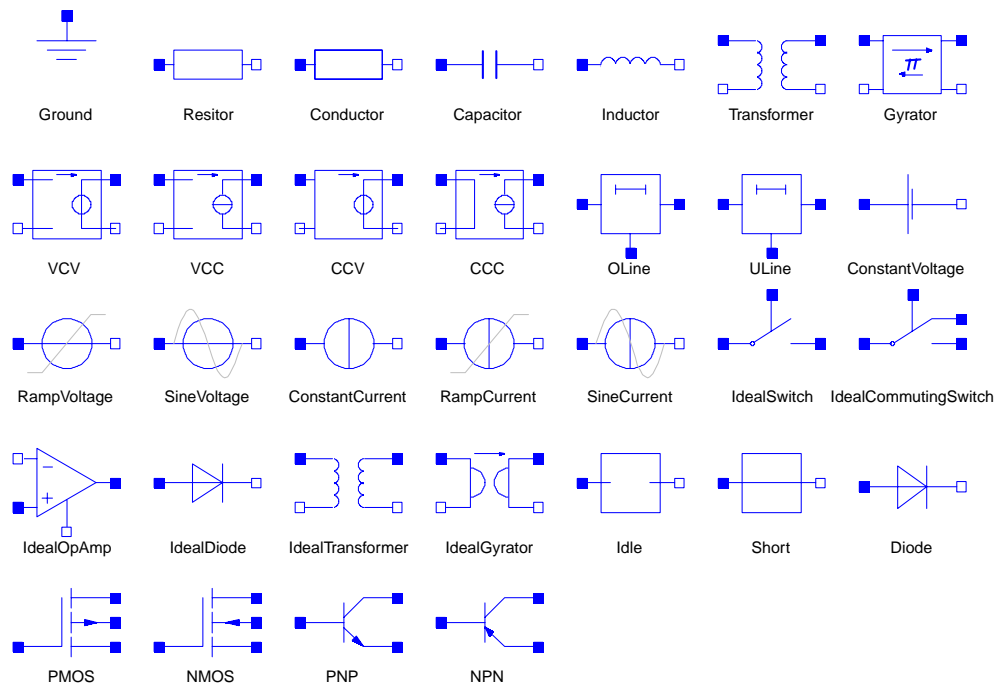 Ground
Resitor
Conductor
Capacitor
Inductor
Transformer
Gyrator
VCV
VCC
CCV
CCC
OLine
ULine
ConstantVoltage
RampVoltage
SineVoltage
ConstantCurrent
RampCurrent
SineCurrent
IdealSwitch
IdealCommutingSwitch
IdealOpAmp
IdealDiode
IdealTransformer
IdealGyrator
Idle
Short
Diode
PMOS
NMOS
PNP
NPN